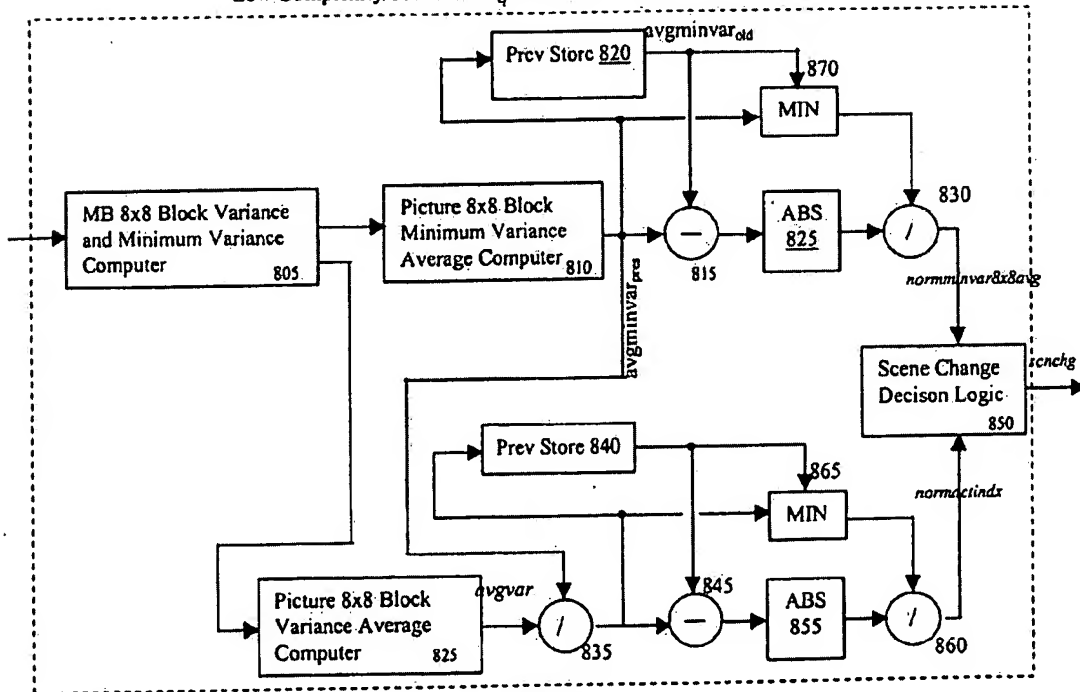 avgminvar_old
Prev Store 820
870
MIN
MB 8x8 Block Variance
and Minimum Variance
Computer
805
Picture 8x8 Block
Minimum Variance
Average Computer
810
−
815
ABS
825
/
830
avgminvar_pres
normminvar8x8avg
Scene Change
Decison Logic
850
scnchg
Prev Store 840
865
MIN
normactindx
Picture 8x8 Block
Variance Average
Computer
825
avgvar
/
835
−
845
ABS
855
/
860